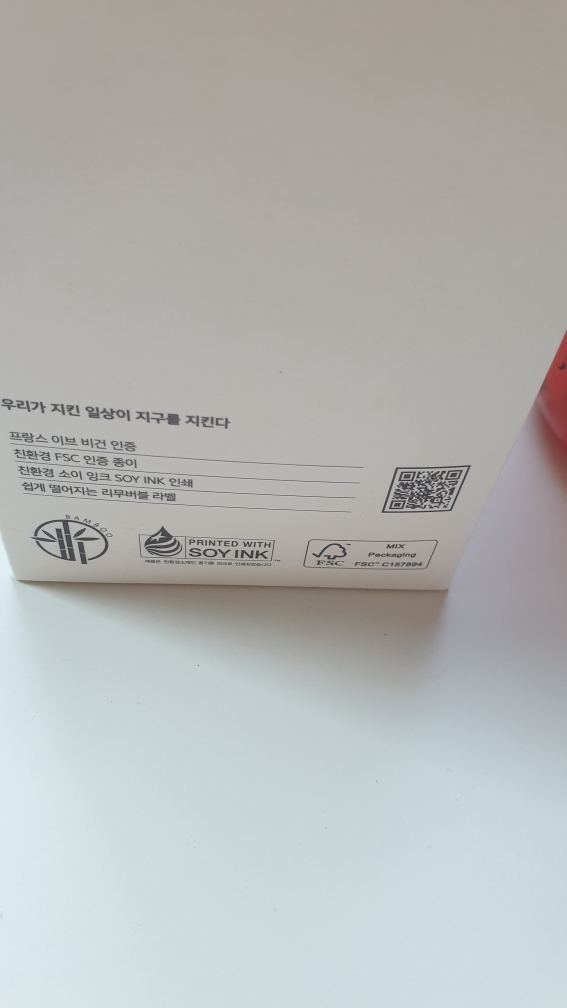 우리가 지킨 일상이 지구를 지킨다
프랑스 이브 비건 인증
친환경 FSC 인증 종이
친환경 소이 잉크 SOY INK 인쇄
쉽게 떨어지는 리무버블 라벨
BAMBOO
PRINTED WITH
SOY INK™
FSC™
MIX
Packaging
FSC™ C157894